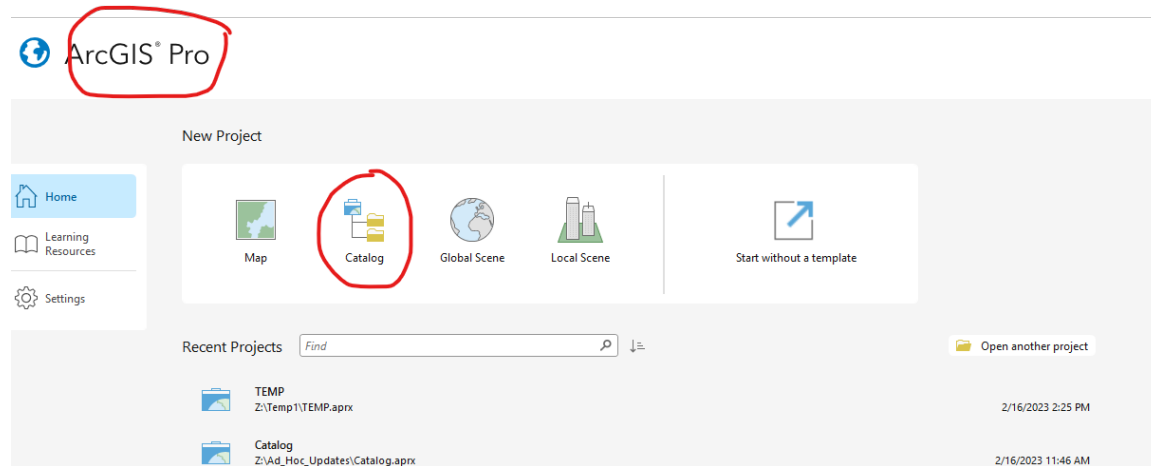 ArcGIS® Pro
New Project
Home
Learning
Resources
Settings
Map
Catalog
Global Scene
Local Scene
Start without a template
Recent Projects
Find
Open another project
TEMP
Z:\Temp1\TEMP.aprx
2/16/2023 2:25 PM
Catalog
Z:\Ad_Hoc_Updates\Catalog.aprx
2/16/2023 11:46 AM